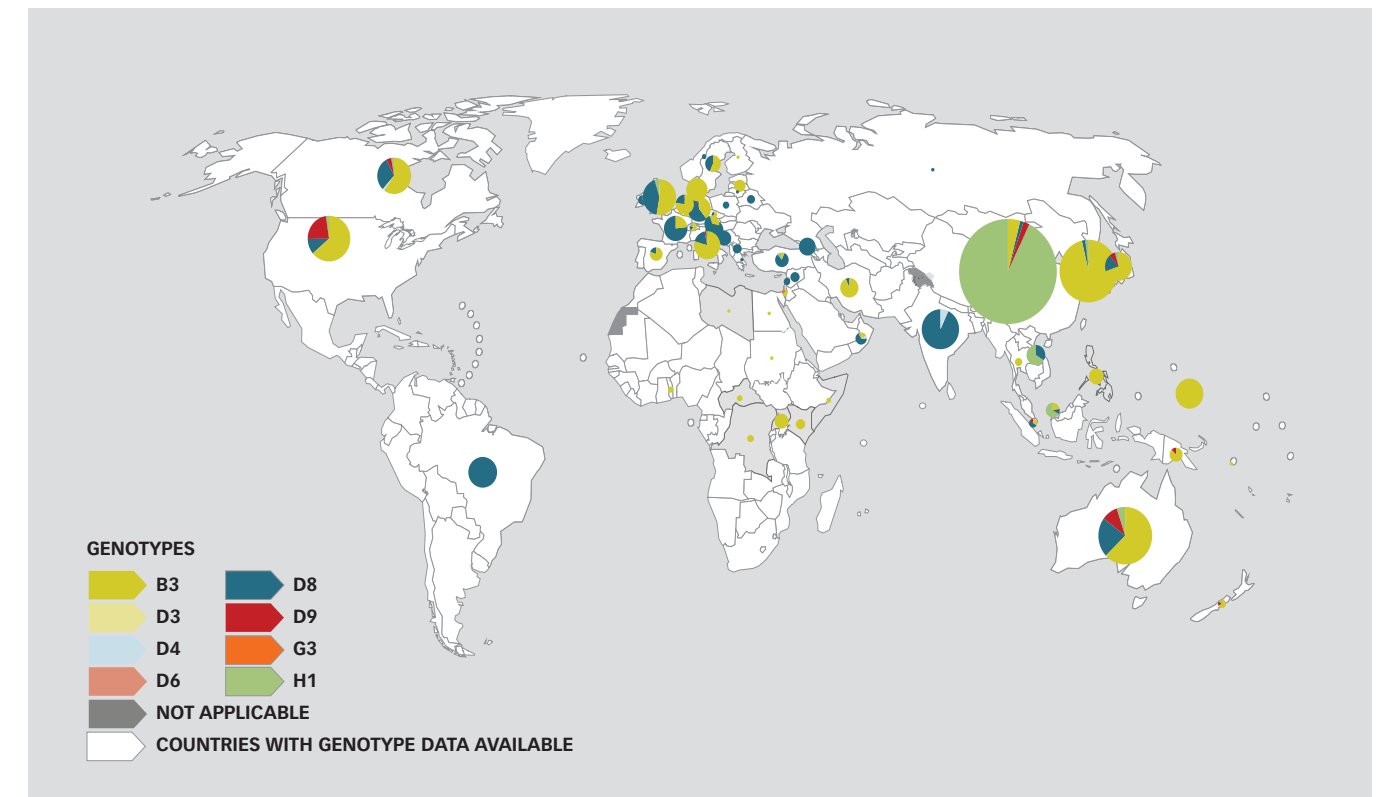 GENOTYPES
B3
D8
D3
D9
D4
G3
D6
H1
NOT APPLICABLE
COUNTRIES WITH GENOTYPE DATA AVAILABLE